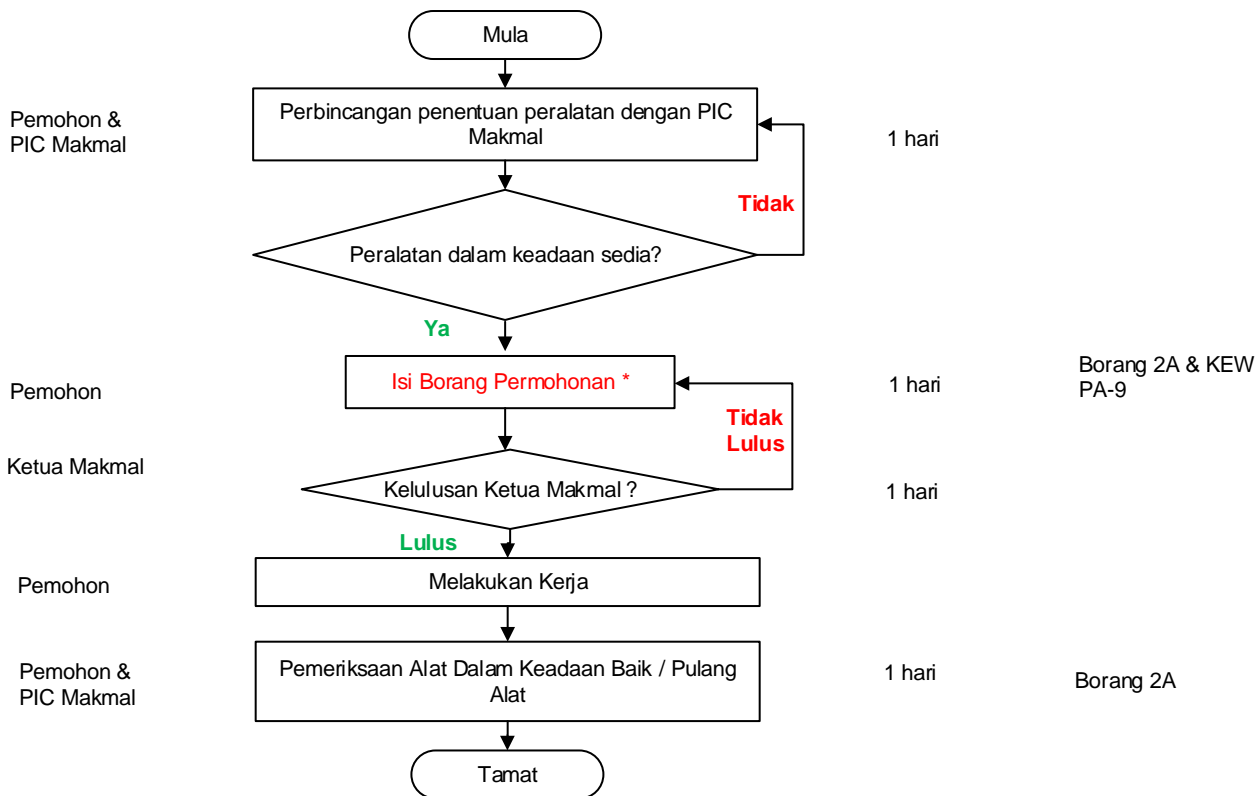 Mula
Pemohon &
PIC Makmal
Perbincangan penentuan peralatan dengan PIC
Makmal
1 hari
Tidak
Peralatan dalam keadaan sedia?
Ya
Pemohon
Isi Borang Permohonan *
1 hari
Borang 2A & KEW
PA-9
Tidak
Lulus
Ketua Makmal
Kelulusan Ketua Makmal ?
1 hari
Lulus
Pemohon
Melakukan Kerja
Pemohon &
PIC Makmal
Pemeriksaan Alat Dalam Keadaan Baik / Pulang
Alat
1 hari
Borang 2A
Tamat